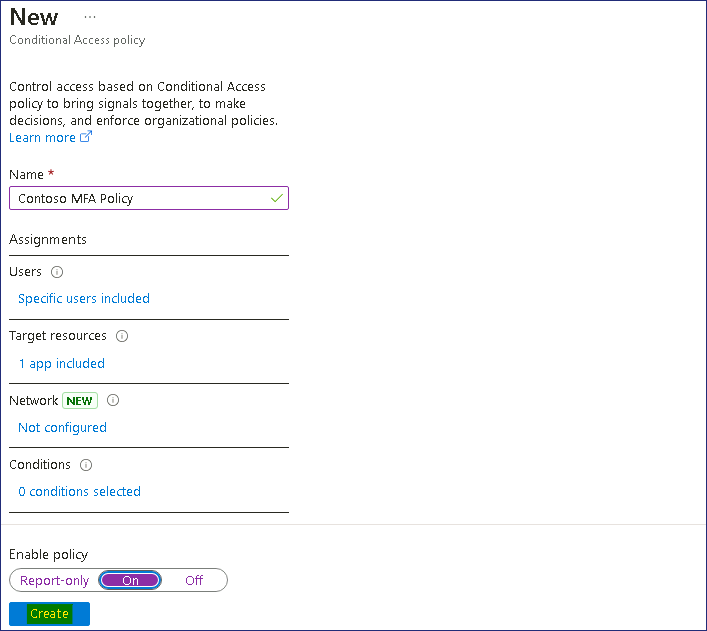 New ...
Conditional Access policy
Control access based on Conditional Access
policy to bring signals together, to make
decisions, and enforce organizational policies.
Learn more
Name *
Contoso MFA Policy
Assignments
Users
Specific users included
Target resources
1 app included
Network NEW
Not configured
Conditions
0 conditions selected
Enable policy
Report-only On Off
Create